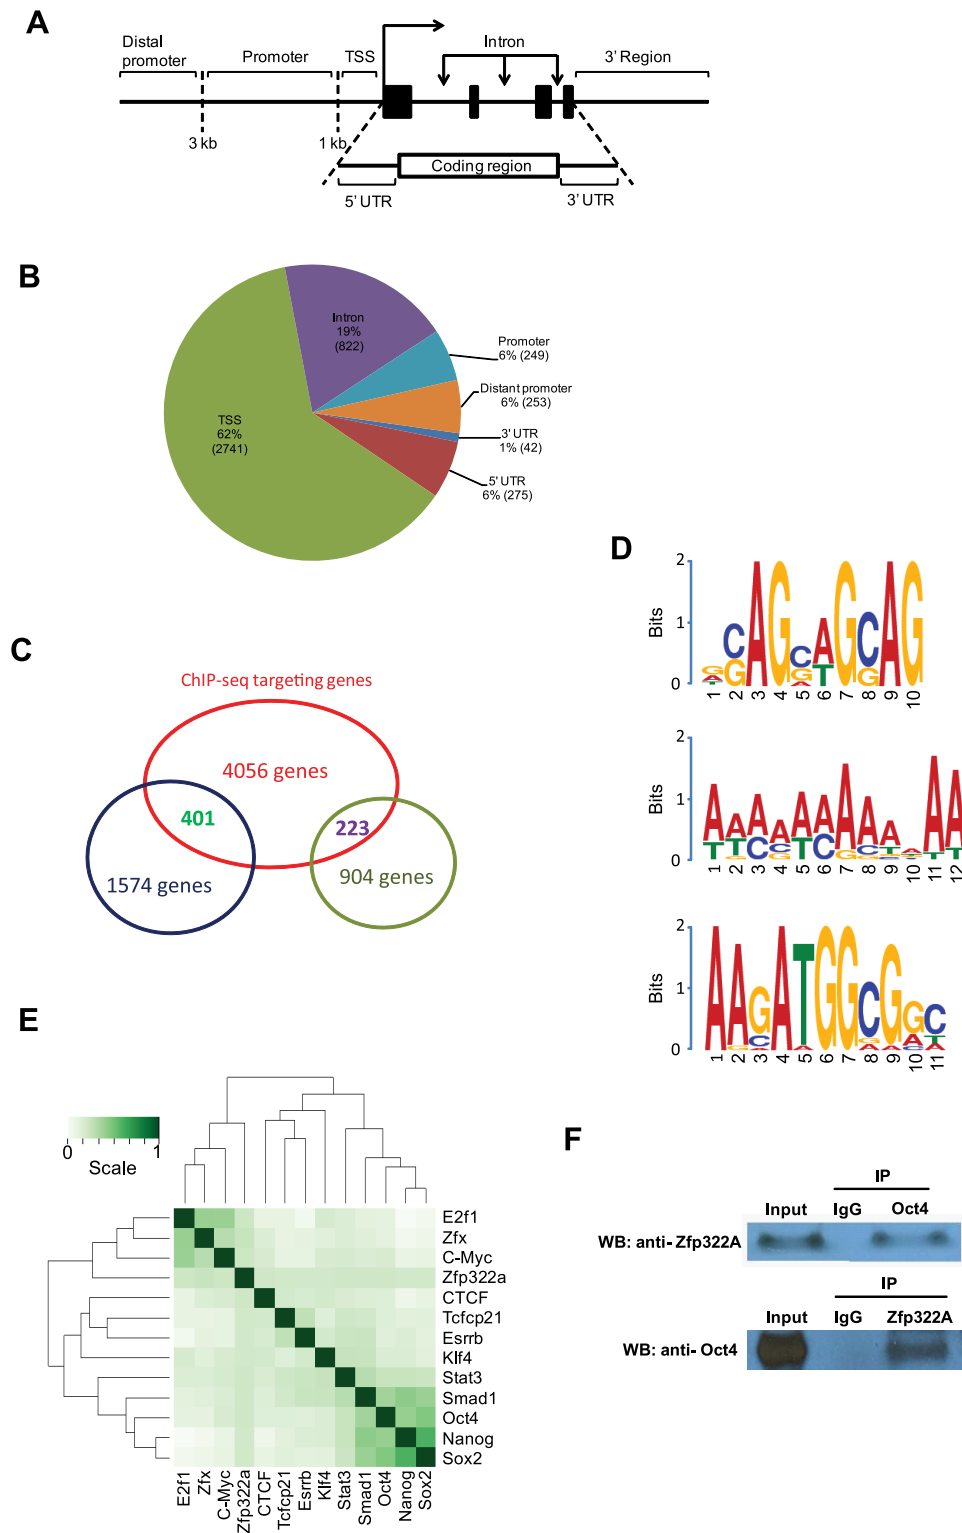 A
Distal
promoter
Promoter
TSS
Intron
3' Region
3 kb
1 kb
Coding region
5' UTR
3' UTR
B
Intron
19%
(822)
Promoter
6% (249)
Distant promoter
6% (253)
3' UTR
1% (42)
5' UTR
6% (275)
TSS
62%
(2741)
C
ChIP-seq targeting genes
4056 genes
401
223
1574 genes
904 genes
D
2
Bits
1
0
1 2 3 4 5 6 7 8 9 10
2
1
0
1 2 3 4 5 6 7 8 9 10 11 12
2
Bits
1
0
1 2 3 4 5 6 7 8 9 10 11
E
0 1
Scale
E2f1
Zfx
C-Myc
Zfp322a
CTCF
Tcfcp21
Esrrb
Klf4
Stat3
Smad1
Oct4
Nanog
Sox2
E2f1 Zfx C-Myc Zfp322a CTCF Tcfcp21 Esrrb Klf4 Stat3 Smad1 Oct4 Nanog Sox2
F
IP
Input IgG Oct4
WB: anti-Zfp322A
IP
Input IgG Zfp322A
WB: anti-Oct4